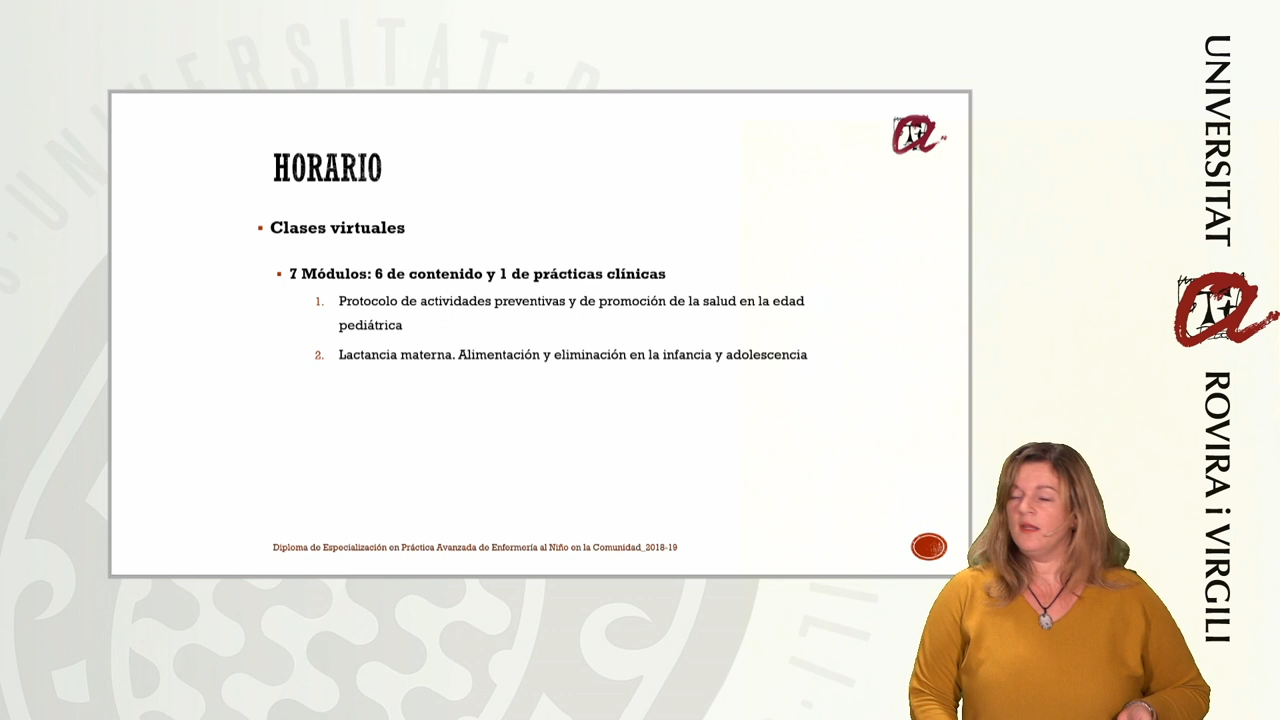 HORARIO
Clases virtuales
7 Módulos: 6 de contenido y 1 de prácticas clínicas
1. Protocolo de actividades preventivas y de promoción de la salud en la edad
pediátrica
2. Lactancia materna. Alimentación y eliminación en la infancia y adolescencia
Diploma de Especialización en Práctica Avanzada de Enfermería al Niño en la Comunidad_2018-19
UNIVERSITAT
ROVIRA i VIRGILI